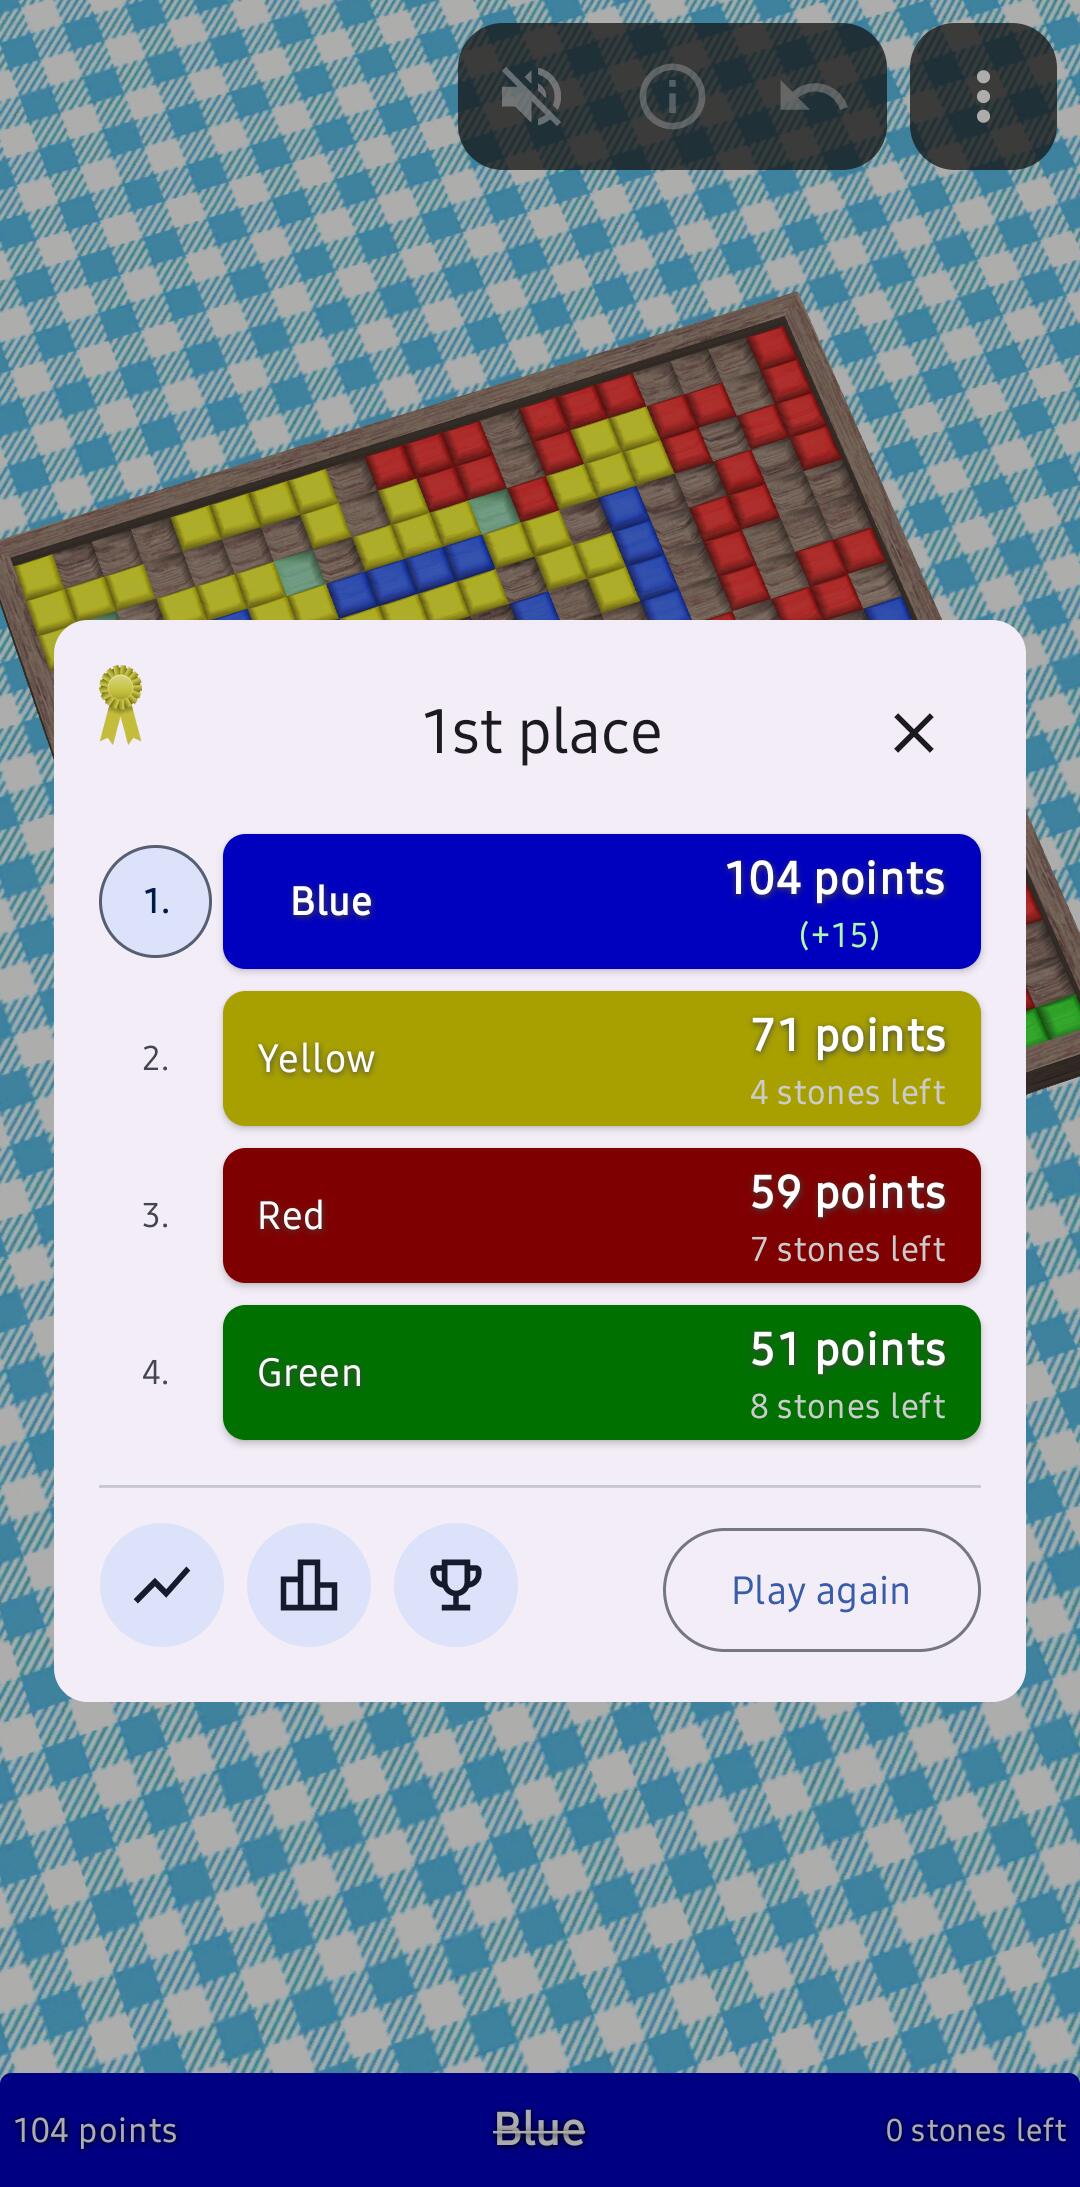 1st place
1.
Blue
104 points
(+15)
2.
Yellow
71 points
4 stones left
3.
Red
59 points
7 stones left
4.
Green
51 points
8 stones left
Play again
104 points
Blue
0 stones left